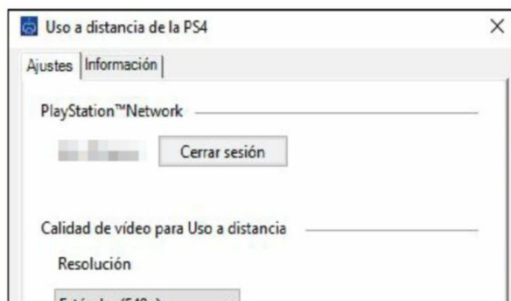 Uso a distancia de la PS4
Ajustes Información
PlayStation™Network
Cerrar sesión
Calidad de vídeo para Uso a distancia
Resolución